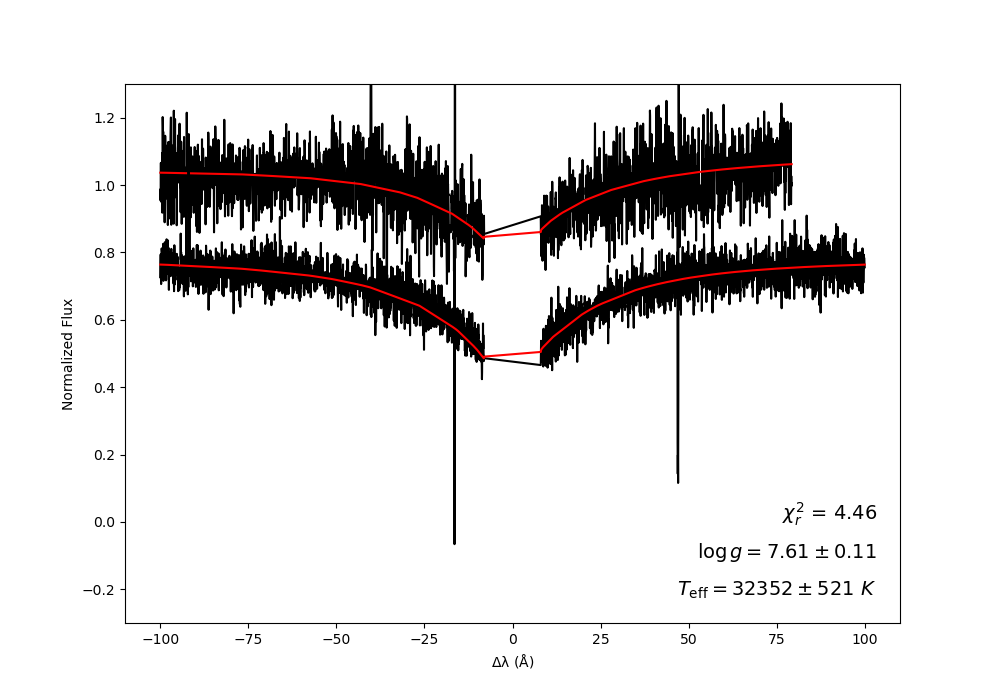 1.2
1.0
0.8
0.6
0.4
0.2
0.0
−0.2
Normalized Flux
χ²ᵣ = 4.46
log g = 7.61 ± 0.11
T_eff = 32352 ± 521 K
−100 −75 −50 −25 0 25 50 75 100
Δλ (Å)